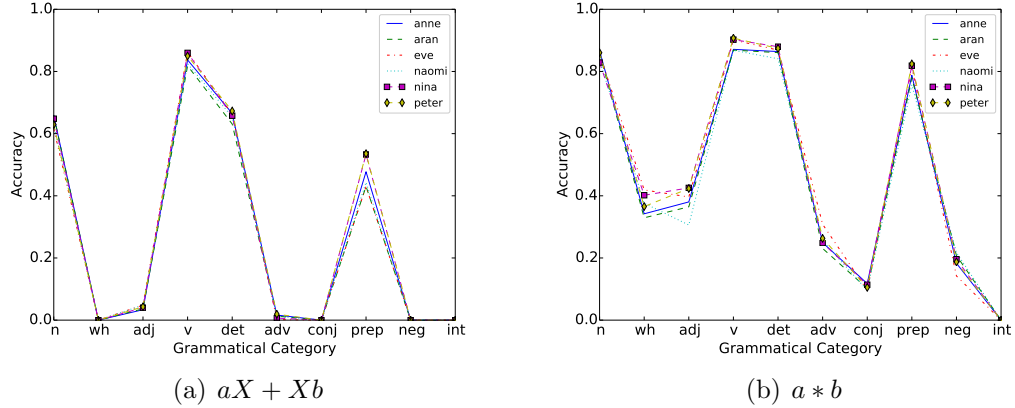 1.0
0.8
0.6
0.4
0.2
0.0
Accuracy
n wh adj v det adv conj prep neg int
Grammatical Category
anne
aran
eve
naomi
nina
peter
(a) aX + Xb
1.0
0.8
0.6
0.4
0.2
0.0
Accuracy
n wh adj v det adv conj prep neg int
Grammatical Category
anne
aran
eve
naomi
nina
peter
(b) a ∗ b